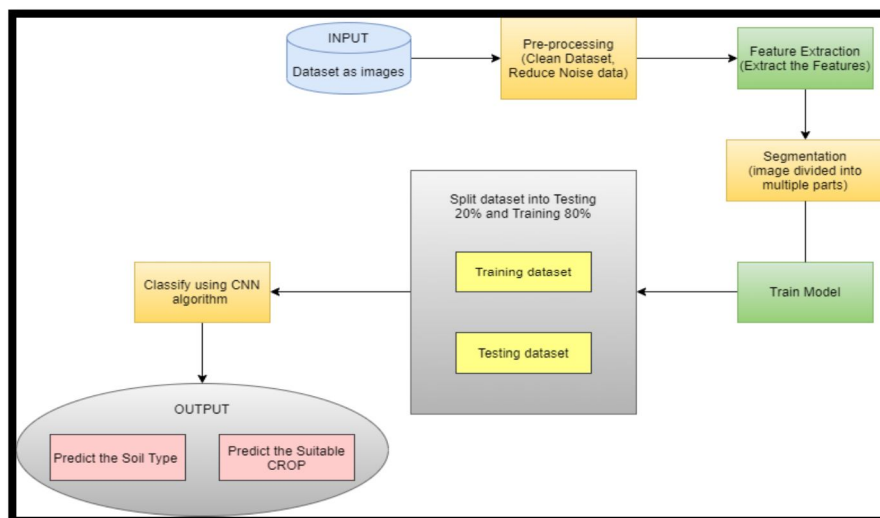 INPUT
Dataset as images
Pre-processing
(Clean Dataset,
Reduce Noise data)
Feature Extraction
(Extract the Features)
Segmentation
(image divided into
multiple parts)
Train Model
Split dataset into Testing
20% and Training 80%
Training dataset
Testing dataset
Classify using CNN
algorithm
OUTPUT
Predict the Soil Type
Predict the Suitable
CROP